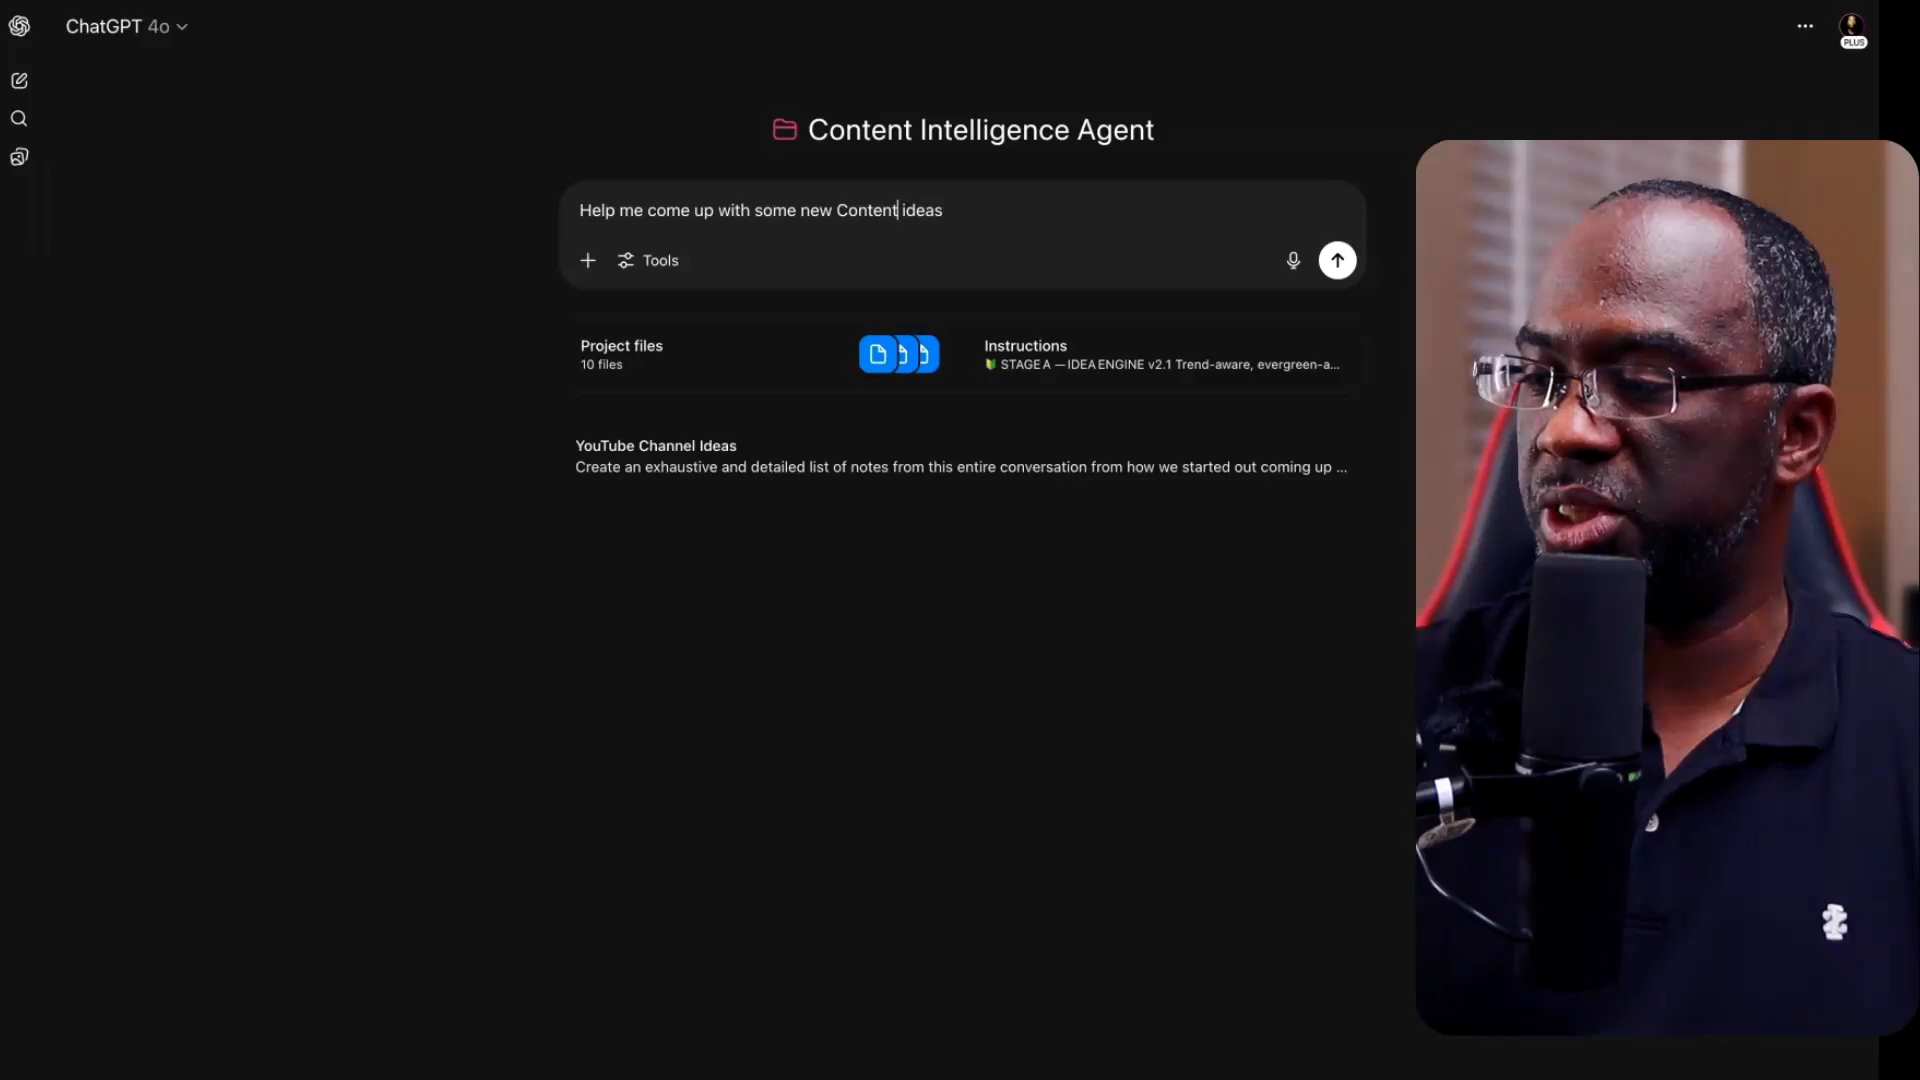 ChatGPT 4o
PLUS
Content Intelligence Agent
Help me come up with some new Content ideas
Tools
Project files
10 files
Instructions
STAGE A — IDEA ENGINE v2.1 Trend-aware, evergreen-a...
YouTube Channel Ideas
Create an exhaustive and detailed list of notes from this entire conversation from how we started out coming up ...